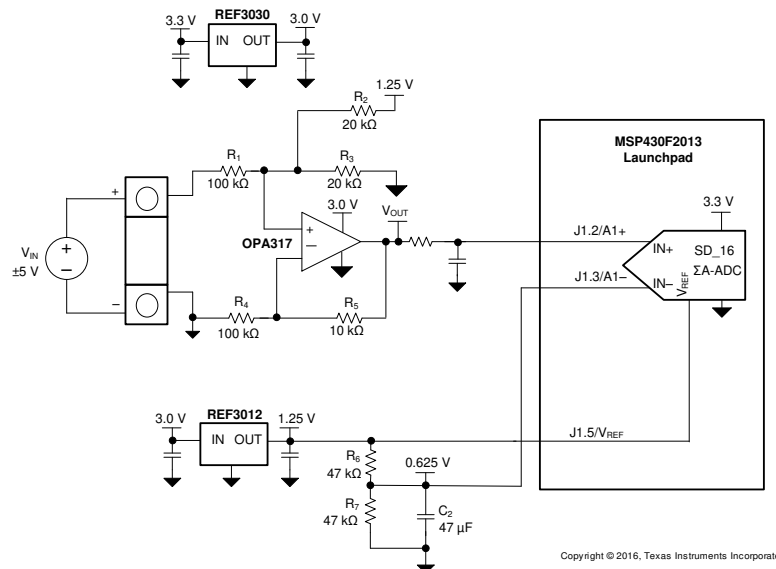 REF3030
3.3 V
3.0 V
IN OUT
1.25 V
R2
20 kΩ
R1
100 kΩ
R3
20 kΩ
MSP430F2013
Launchpad
3.3 V
+
VIN
±5 V
+
−
−
OPA317
3.0 V
+
−
VOUT
J1.2/A1+
IN+
SD_16
ΣA-ADC
J1.3/A1−
IN−
VREF
R4
100 kΩ
R5
10 kΩ
REF3012
3.0 V
1.25 V
IN OUT
J1.5/VREF
R6
47 kΩ
0.625 V
R7
47 kΩ
C2
47 µF
Copyright © 2016, Texas Instruments Incorporate